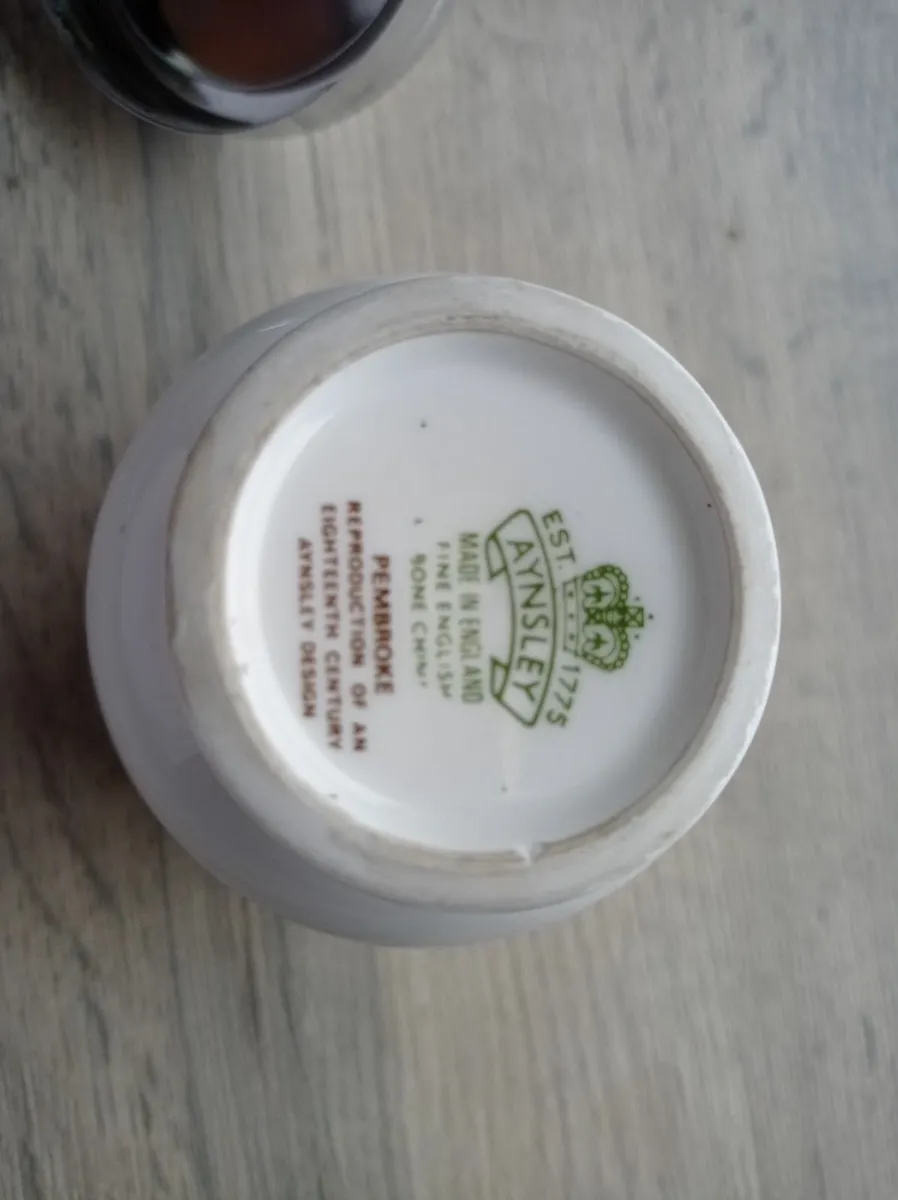 EST. 1775
AYNSLEY
MADE IN ENGLAND
FINE ENGLISH
BONE CHINA
PEMBROKE
REPRODUCTION OF AN
EIGHTEENTH CENTURY
AYNSLEY DESIGN